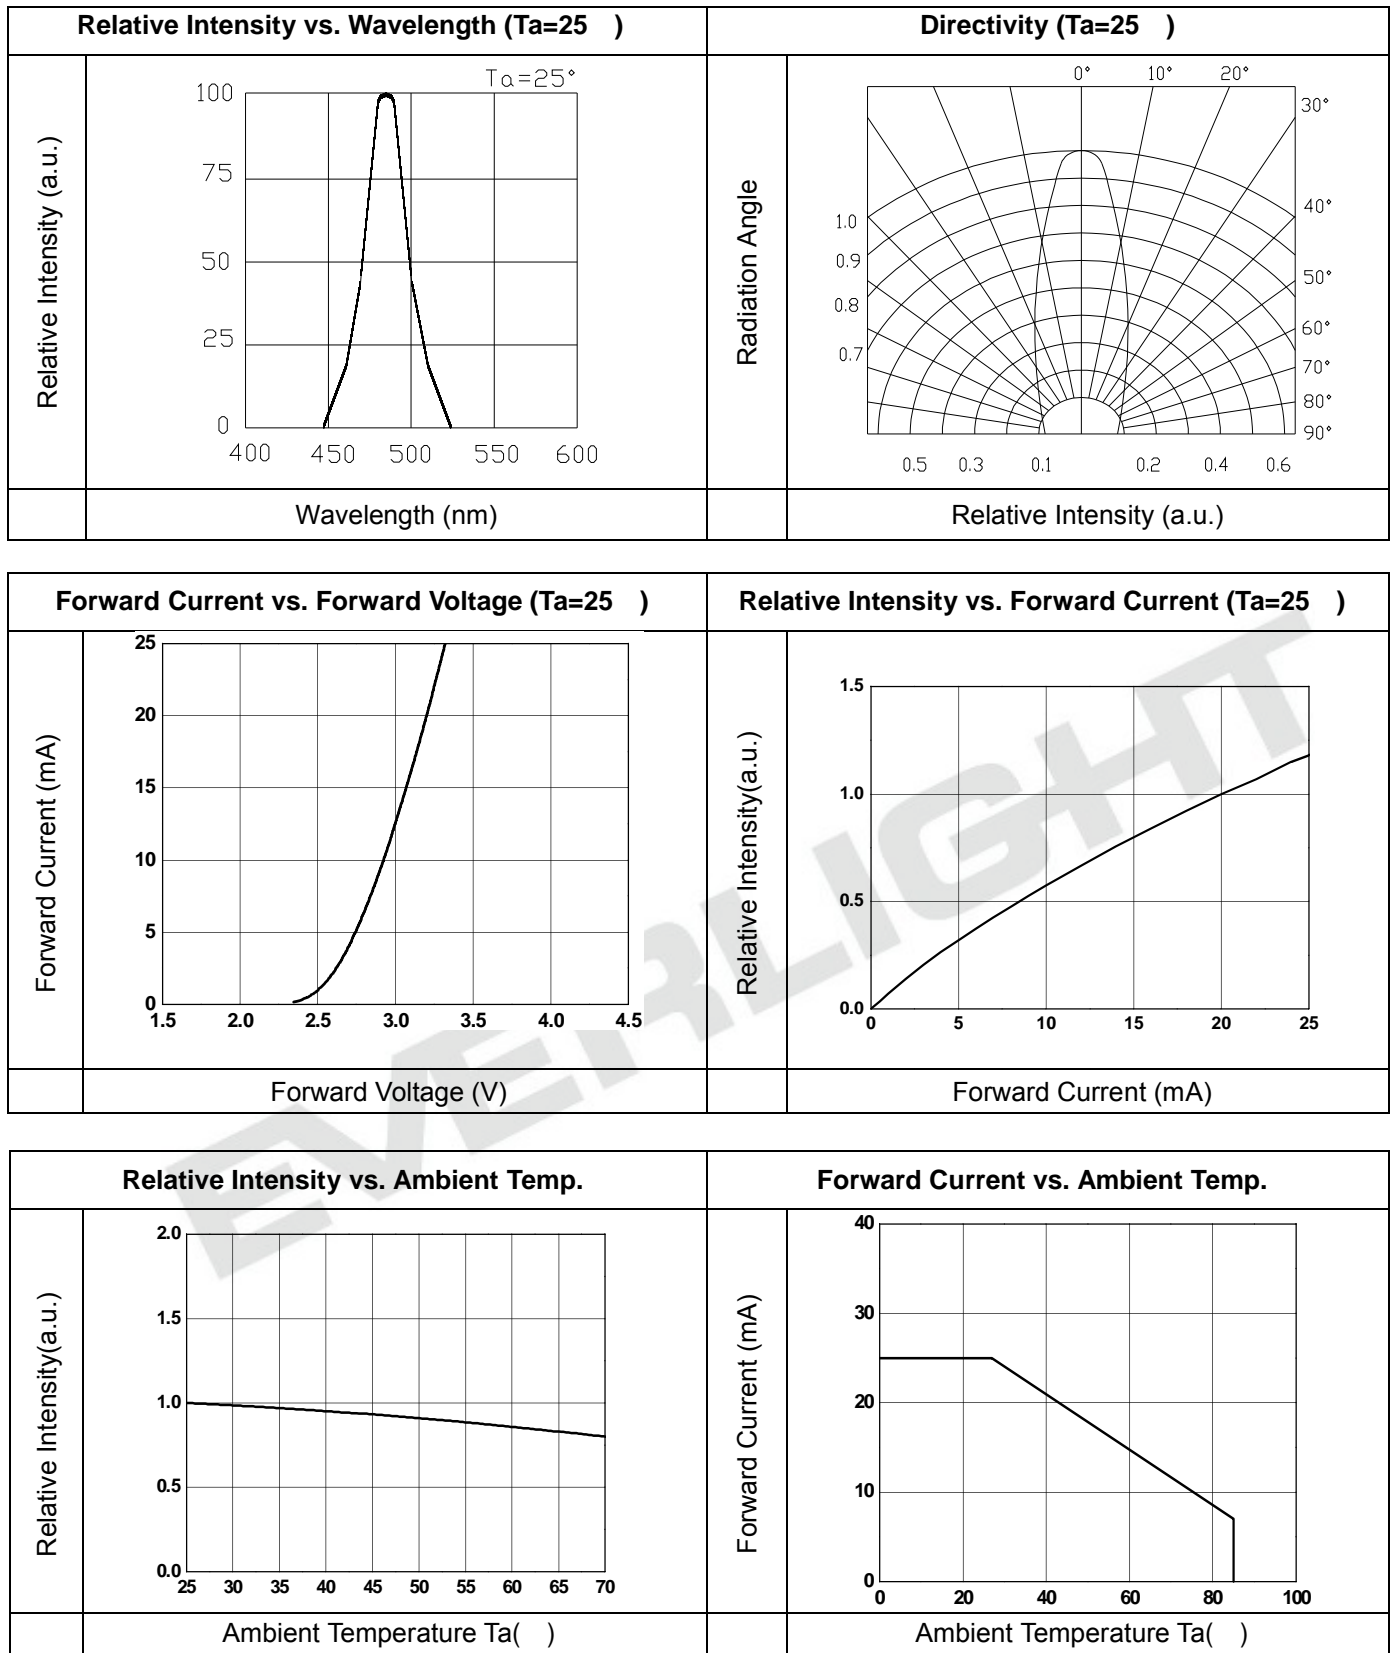 Relative Intensity vs. Wavelength (Ta=25 )
Directivity (Ta=25 )
Relative Intensity (a.u.)
Ta=25°
100
75
50
25
0
400 450 500 550 600
Wavelength (nm)
Radiation Angle
0° 10° 20°
30°
40°
50°
60°
70°
80°
90°
1.0
0.9
0.8
0.7
0.5 0.3 0.1 0.2 0.4 0.6
Relative Intensity (a.u.)
Forward Current vs. Forward Voltage (Ta=25 )
Relative Intensity vs. Forward Current (Ta=25 )
Forward Current (mA)
25
20
15
10
5
0
1.5 2.0 2.5 3.0 3.5 4.0 4.5
Forward Voltage (V)
Relative Intensity(a.u.)
1.5
1.0
0.5
0.0
0 5 10 15 20 25
Forward Current (mA)
EVERLIGHT
Relative Intensity vs. Ambient Temp.
Forward Current vs. Ambient Temp.
Relative Intensity(a.u.)
2.0
1.5
1.0
0.5
0.0
25 30 35 40 45 50 55 60 65 70
Ambient Temperature Ta( )
Forward Current (mA)
40
30
20
10
0
0 20 40 60 80 100
Ambient Temperature Ta( )